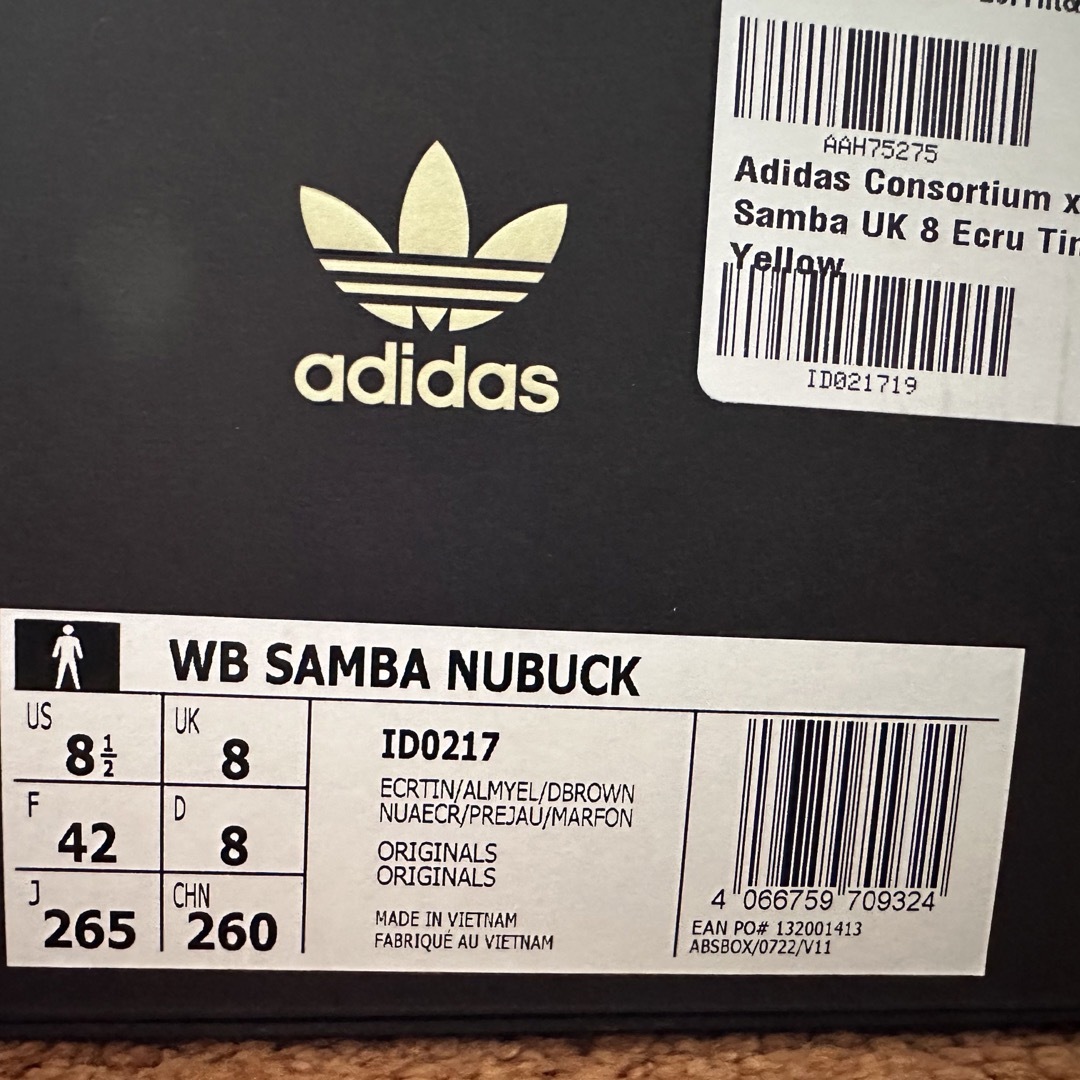 AAH75275
Adidas Consortium x
Samba UK 8 Ecru
Yellow
ID021719
adidas
WB SAMBA NUBUCK
US 8½
UK 8
F 42
D 8
J 265
CHN 260
ID0217
ECRTIN/ALMYEL/DBROWN
NUAECR/PREJAU/MARFON
ORIGINALS
ORIGINALS
MADE IN VIETNAM
FABRIQUÉ AU VIETNAM
4 066759 709324
EAN PO# 132001413
ABSBOX/0722/V11